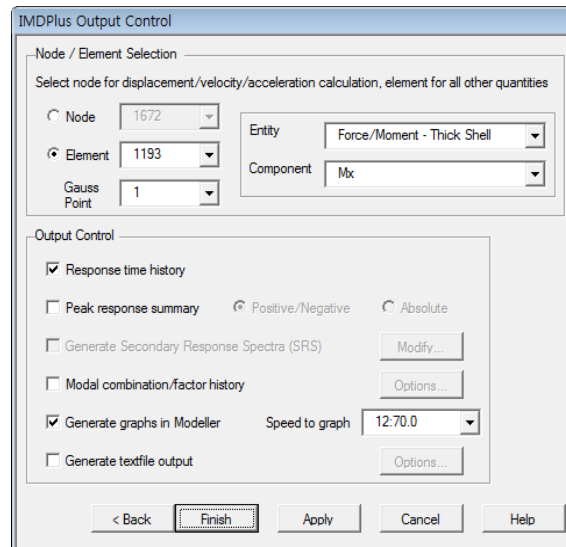 IMDPlus Output Control
Node / Element Selection
Select node for displacement/velocity/acceleration calculation, element for all other quantities
Node 1672
Element 1193
Gauss Point 1
Entity Force/Moment - Thick Shell
Component Mx
Output Control
Response time history
Peak response summary Positive/Negative Absolute
Generate Secondary Response Spectra (SRS) Modify...
Modal combination/factor history Options...
Generate graphs in Modeller Speed to graph 12:70.0
Generate textfile output Options...
< Back Finish Apply Cancel Help